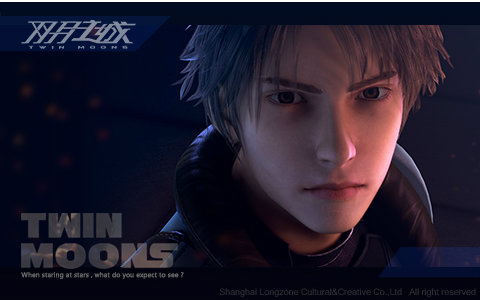 双月之城
TWIN MOONS
TWIN
MOONS
When staring at stars , what do you expect to see ?
Shanghai Longzone Cultural&Creative Co.,Ltd All right reserved